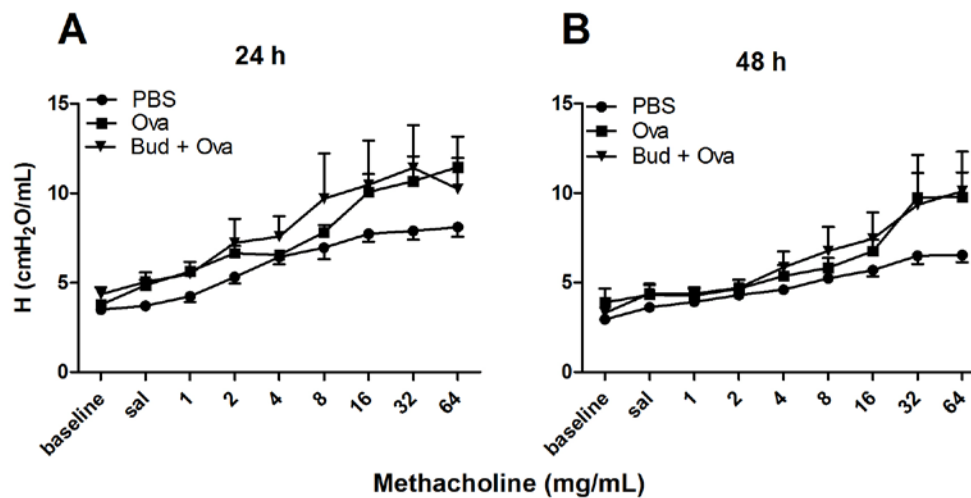 A
24 h
H (cmH₂O/mL)
15
10
5
0
PBS
Ova
Bud + Ova
baseline
sal
1
2
4
8
16
32
64
B
48 h
15
10
5
0
PBS
Ova
Bud + Ova
baseline
sal
1
2
4
8
16
32
64
Methacholine (mg/mL)